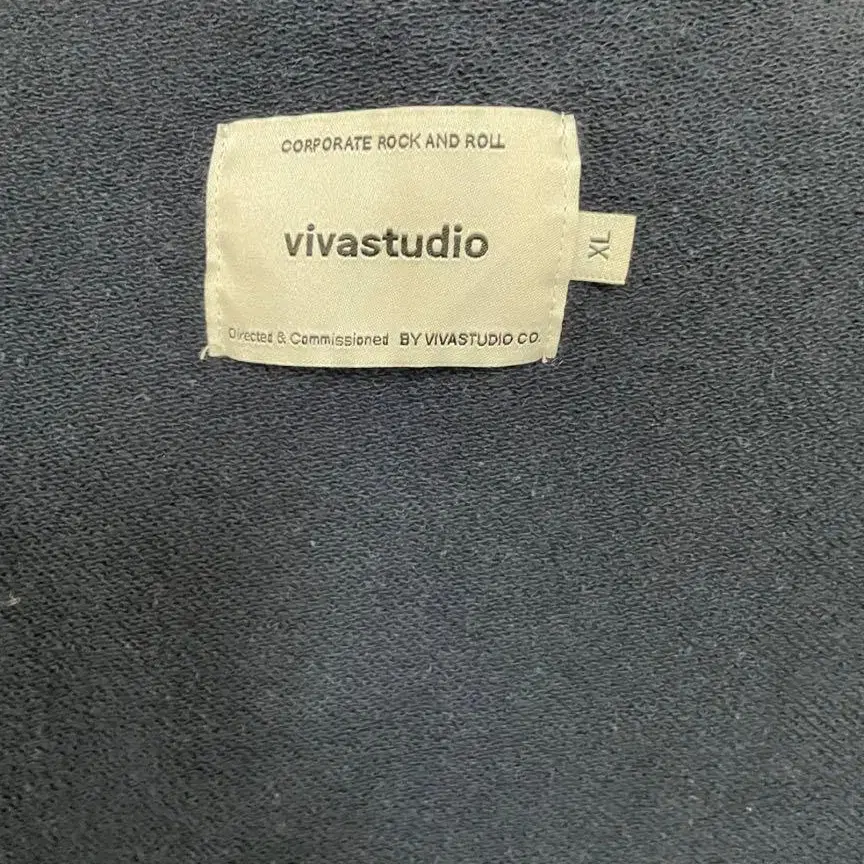 CORPORATE ROCK AND ROLL
vivastudio
XL
Directed & Commissioned BY VIVASTUDIO CO.